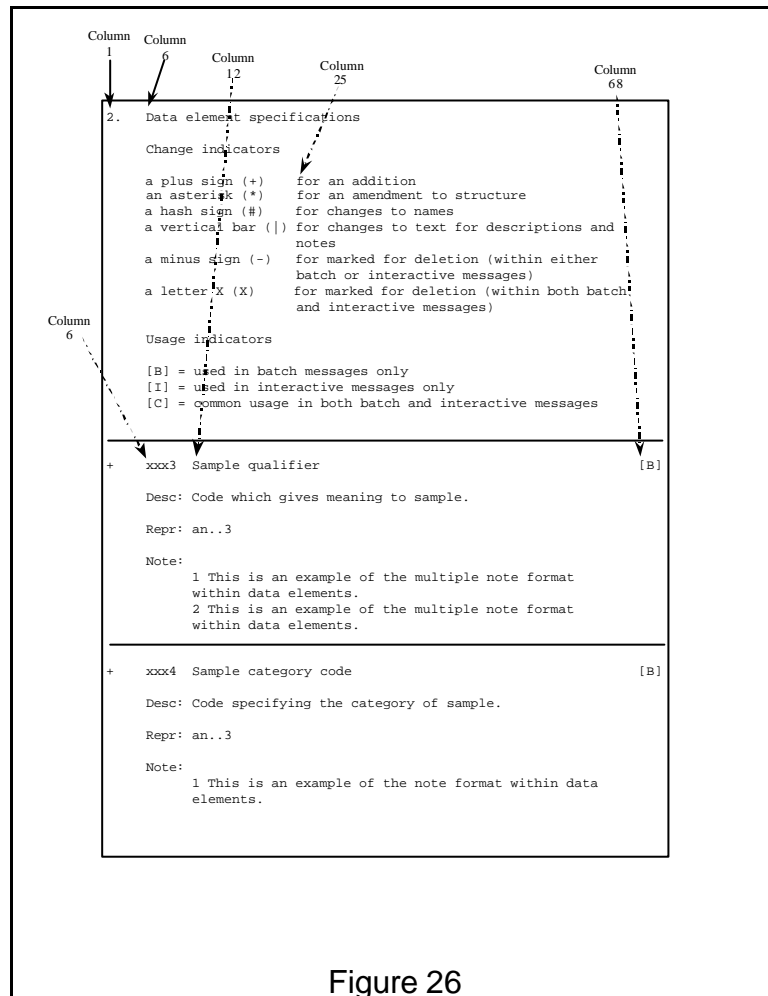 Column
1
Column
6
Column
12
Column
25
Column
68
2. Data element specifications
Change indicators
a plus sign (+) for an addition
an asterisk (*) for an amendment to structure
a hash sign (#) for changes to names
a vertical bar (|) for changes to text for descriptions and
notes
a minus sign (-) for marked for deletion (within either
batch or interactive messages)
a letter X (X) for marked for deletion (within both batch
and interactive messages)
Column
6
Usage indicators
[B] = used in batch messages only
[I] = used in interactive messages only
[C] = common usage in both batch and interactive messages
+ xxx3 Sample qualifier [B]
Desc: Code which gives meaning to sample.
Repr: an..3
Note:
1 This is an example of the multiple note format
within data elements.
2 This is an example of the multiple note format
within data elements.
+ xxx4 Sample category code [B]
Desc: Code specifying the category of sample.
Repr: an..3
Note:
1 This is an example of the note format within data
elements.
Figure 26